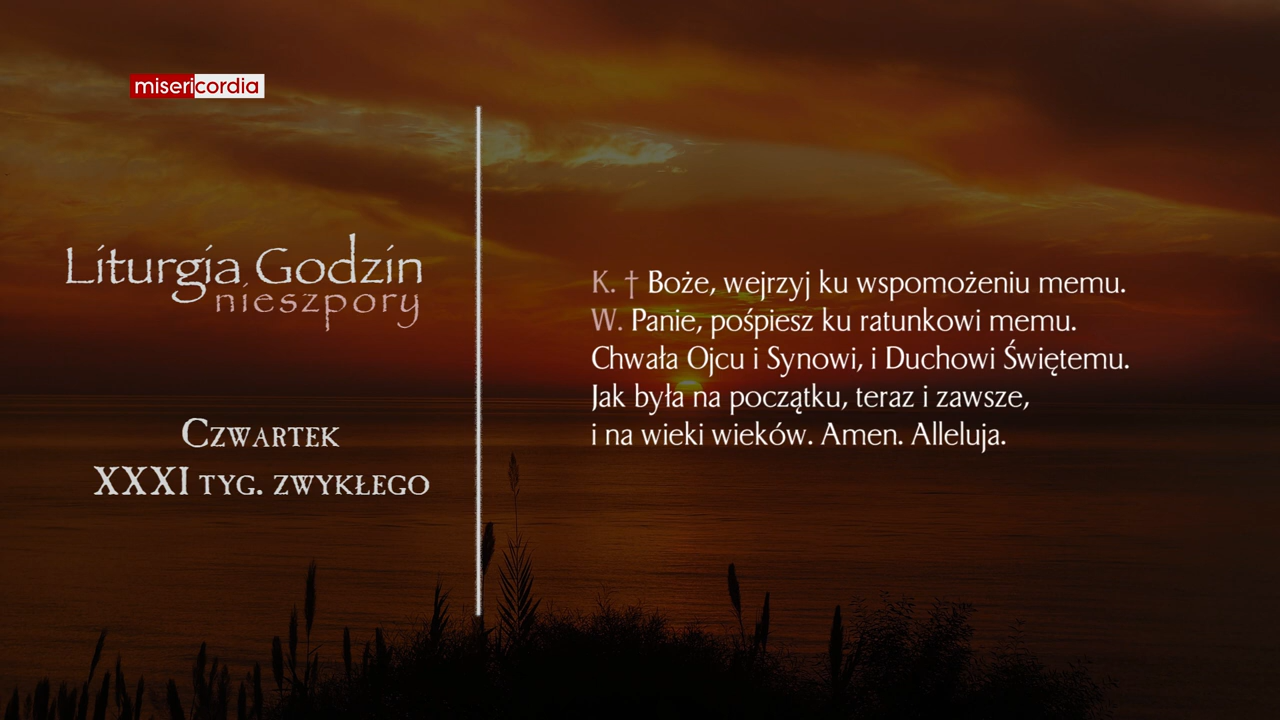 misericordia
Liturgia Godzin
nieszpory
Czwartek
XXXI tyg. zwykłego
K. † Boże, wejrzyj ku wspomożeniu memu.
W. Panie, pośpiesz ku ratunkowi memu.
Chwała Ojcu i Synowi, i Duchowi Świętemu.
Jak była na początku, teraz i zawsze,
i na wieki wieków. Amen. Alleluja.